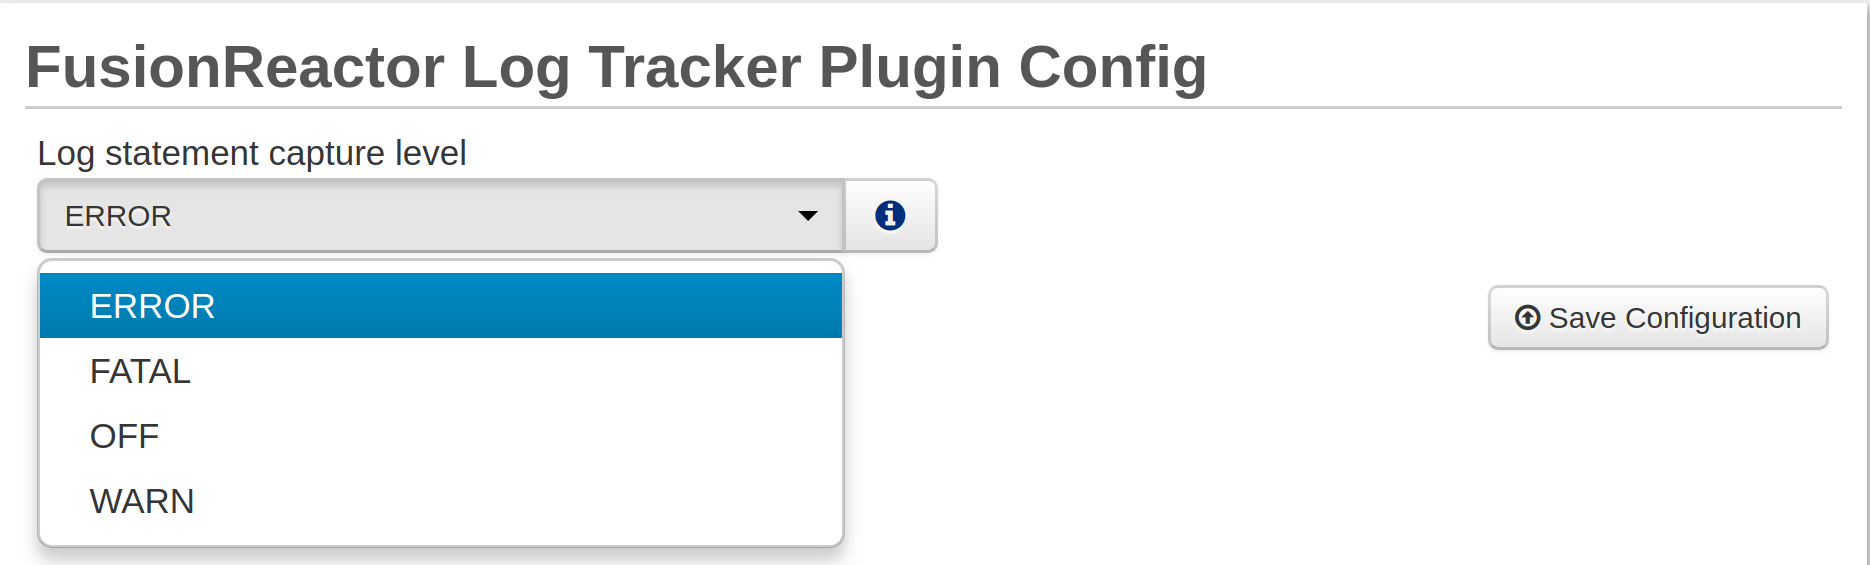 FusionReactor Log Tracker Plugin Config
Log statement capture level
ERROR
ERROR
FATAL
OFF
WARN
Save Configuration